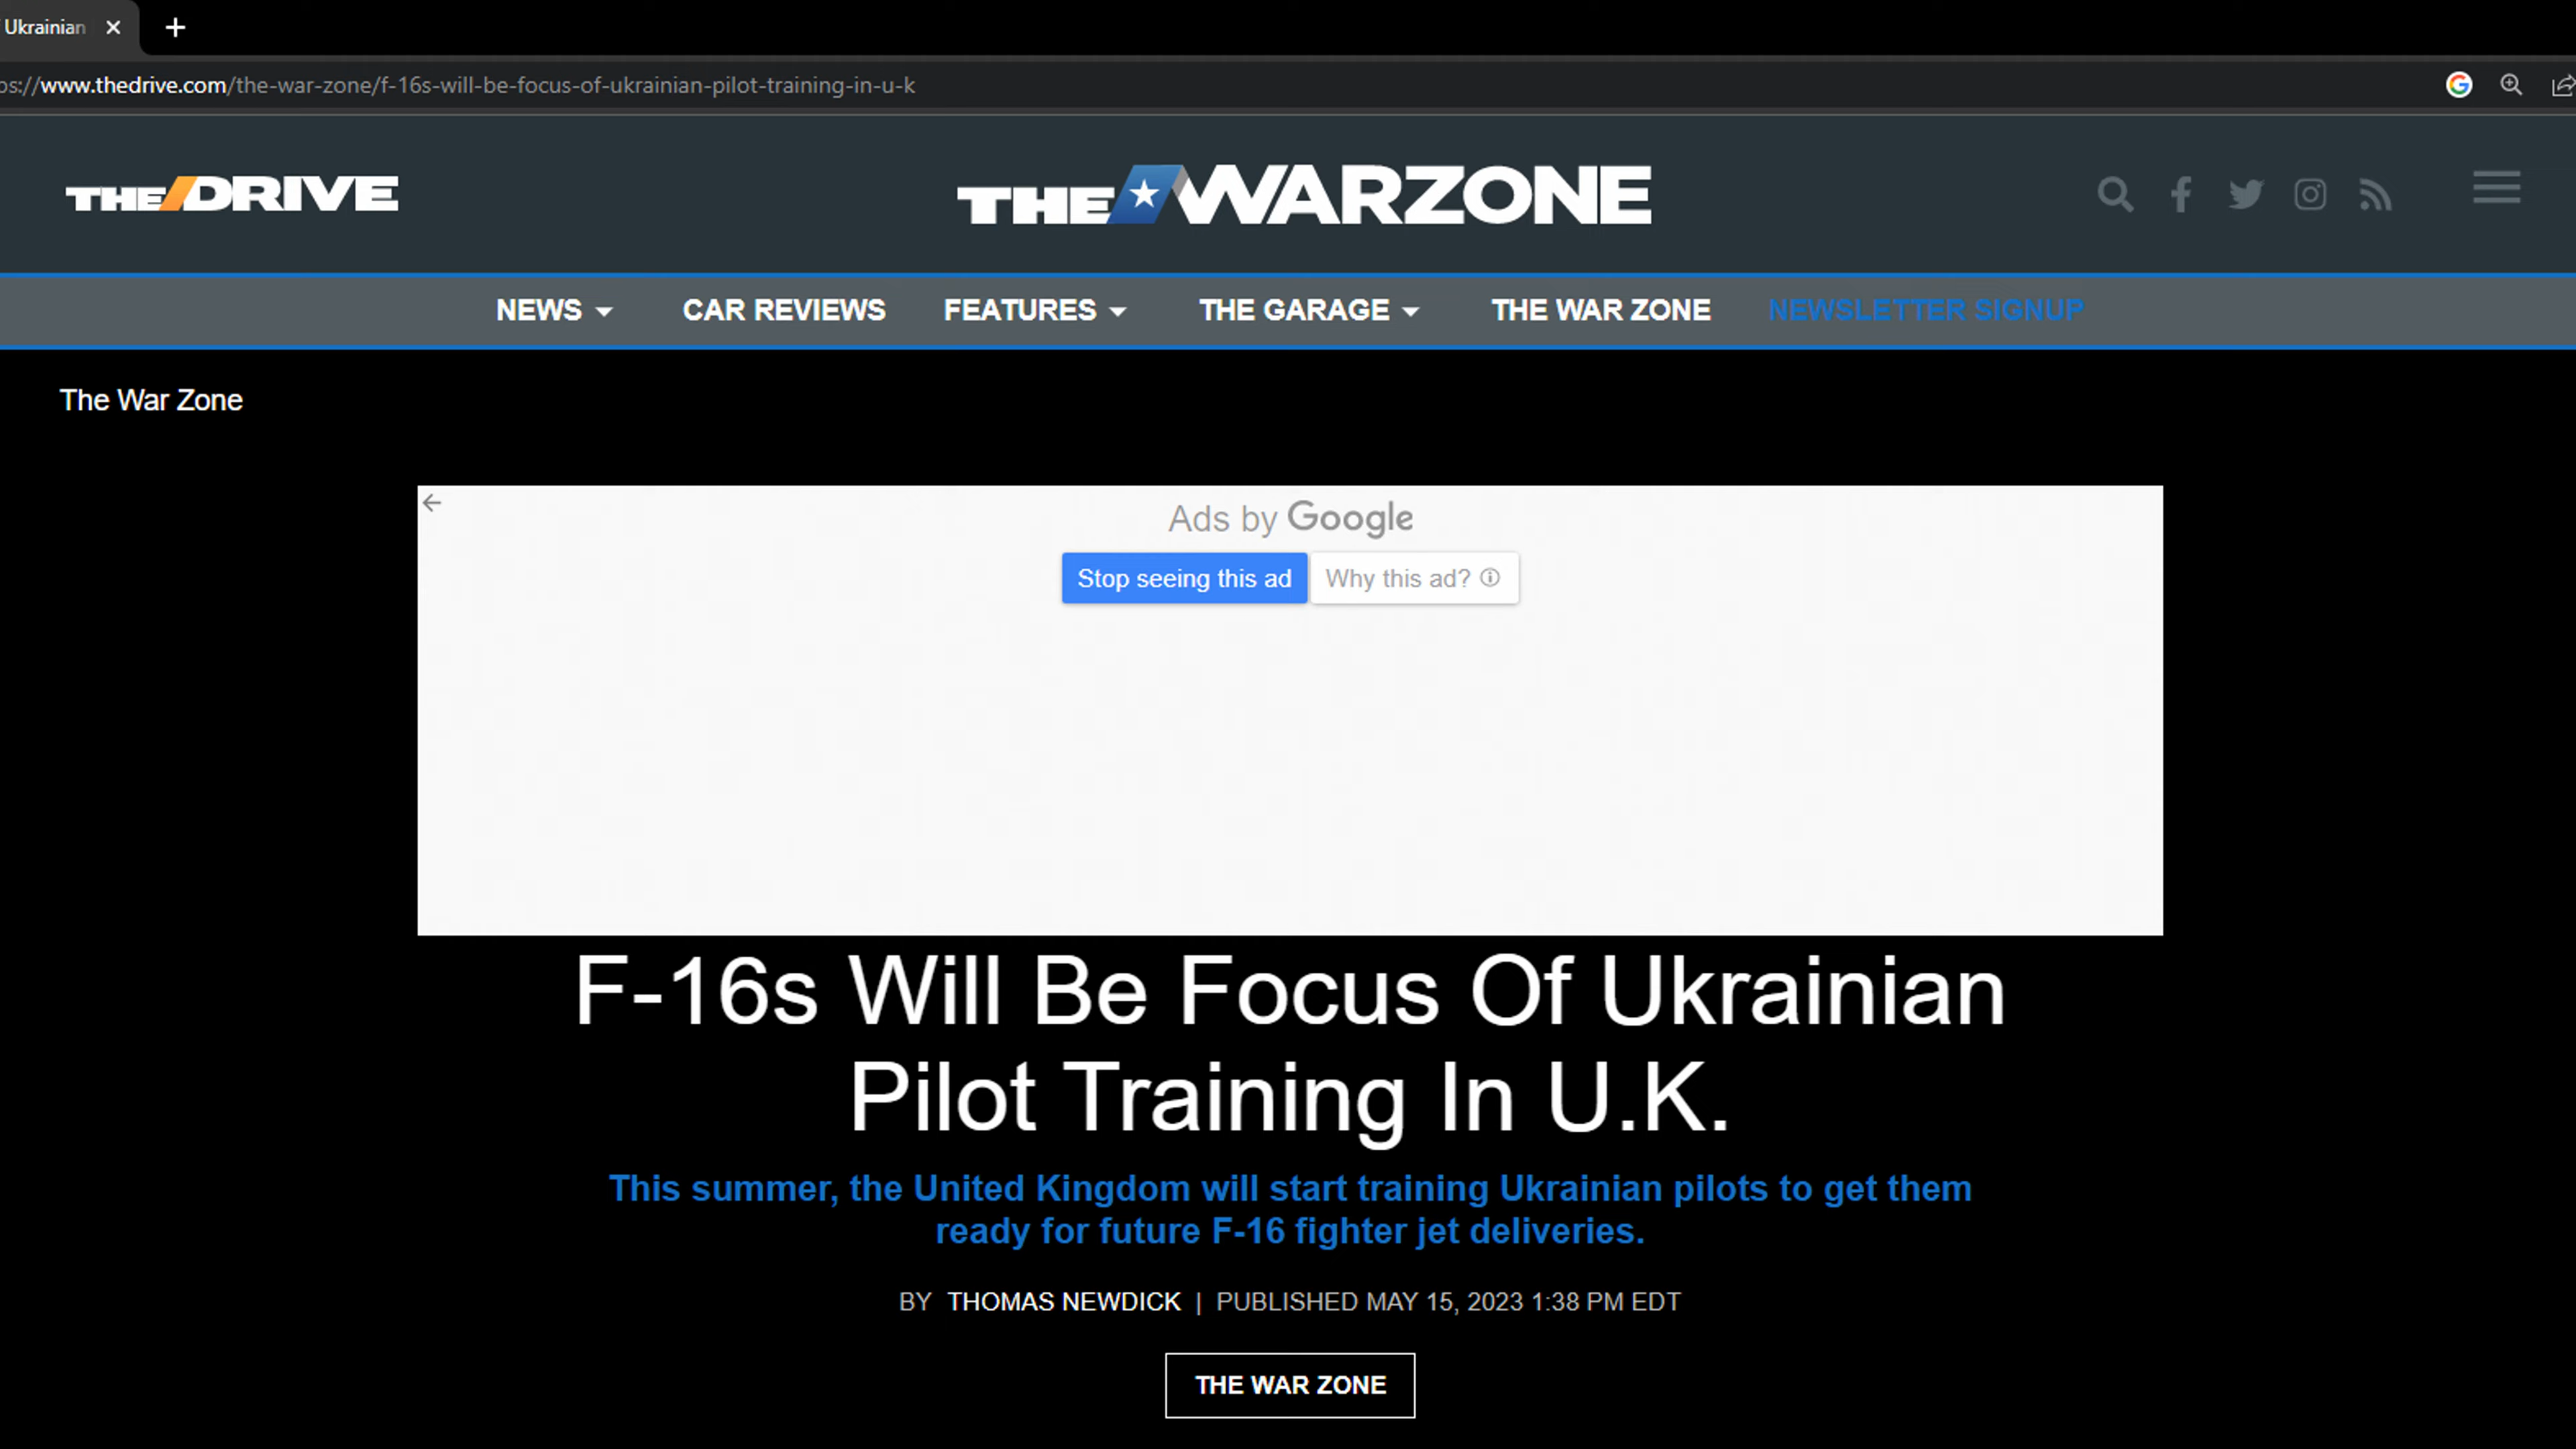 Ukrainian
ps://www.thedrive.com/the-war-zone/f-16s-will-be-focus-of-ukrainian-pilot-training-in-u-k
THE DRIVE
THE WARZONE
NEWS
CAR REVIEWS
FEATURES
THE GARAGE
THE WAR ZONE
NEWSLETTER SIGNUP
The War Zone
Ads by Google
Stop seeing this ad
Why this ad?
F-16s Will Be Focus Of Ukrainian
Pilot Training In U.K.
This summer, the United Kingdom will start training Ukrainian pilots to get them
ready for future F-16 fighter jet deliveries.
BY THOMAS NEWDICK | PUBLISHED MAY 15, 2023 1:38 PM EDT
THE WAR ZONE